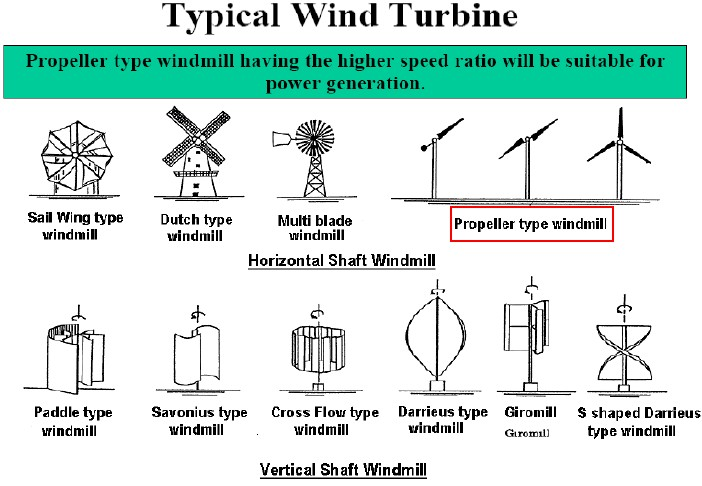 Typical Wind Turbine
Propeller type windmill having the higher speed ratio will be suitable for
power generation.
Sail Wing type
windmill
Dutch type
windmill
Multi blade
windmill
Propeller type windmill
Horizontal Shaft Windmill
Paddle type
windmill
Savonius type
windmill
Cross Flow type
windmill
Darrieus type
windmill
Giromill
Giromill
S shaped Darrieus
type windmill
Vertical Shaft Windmill